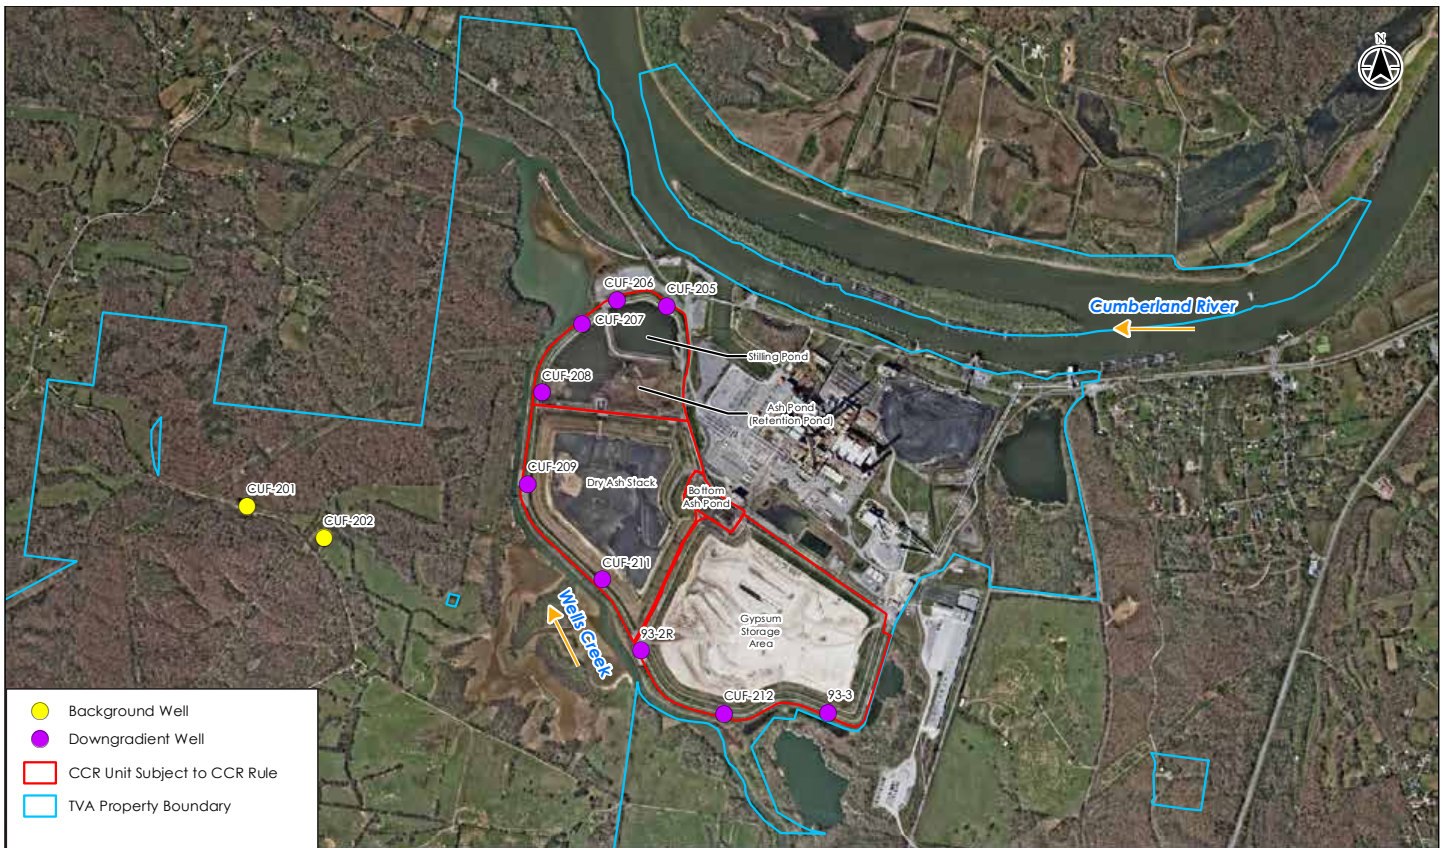 N
Cumberland River
CUF-206
CUF-205
CUF-207
Stilling Pond
CUF-208
Ash Pond
(Retention Pond)
CUF-209
Dry Ash Stack
Bottom
Ash Pond
CUF-201
CUF-202
CUF-211
Wells Creek
93-2R
Gypsum
Storage
Area
CUF-212
93-3
Background Well
Downgradient Well
CCR Unit Subject to CCR Rule
TVA Property Boundary